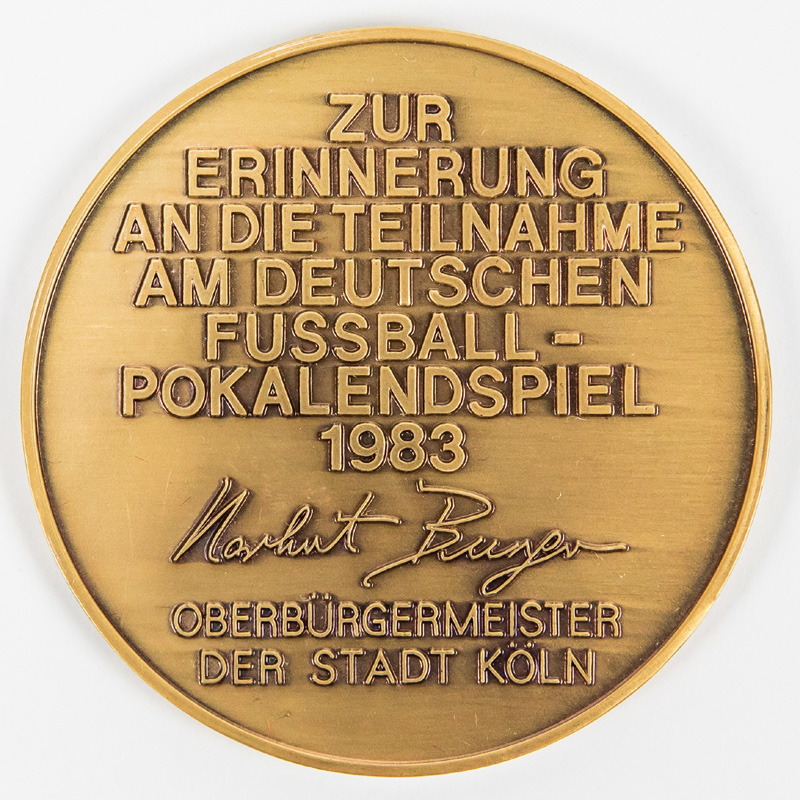 ZUR
ERINNERUNG
AN DIE TEILNAHME
AM DEUTSCHEN
FUSSBALL-
POKALENDSPIEL
1983
Norbert Burger
OBERBÜRGERMEISTER
DER STADT KÖLN